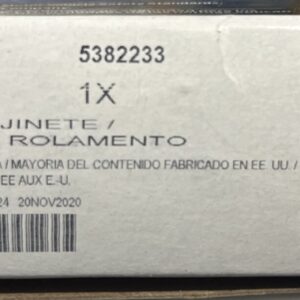 5382233
1X
JINETE /
ROLAMENTO
/ MAYORIA DEL CONTENIDO FABRICADO EN EE. UU. /
EE AUX E.-U.
24 20NOV2020